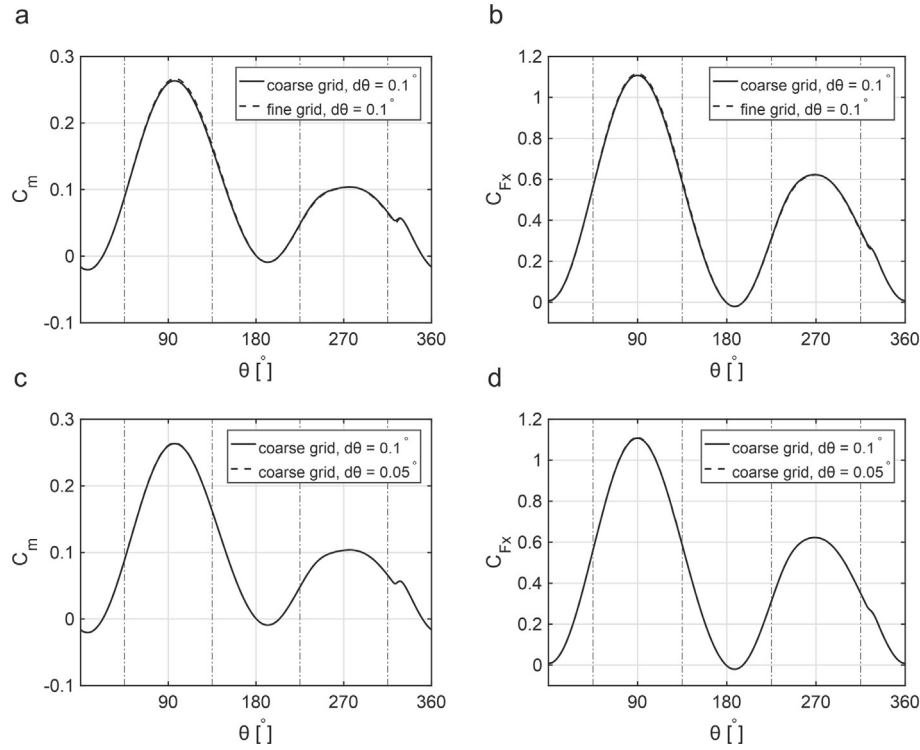 a
0.3
0.2
0.1
0
-0.1
C_m
coarse grid, dθ = 0.1°
fine grid, dθ = 0.1°
90 180 270 360
θ [°]
b
1.2
1
0.8
0.6
0.4
0.2
0
C_Fx
coarse grid, dθ = 0.1°
fine grid, dθ = 0.1°
90 180 270 360
θ [°]
c
0.3
0.2
0.1
0
-0.1
C_m
coarse grid, dθ = 0.1°
coarse grid, dθ = 0.05°
90 180 270 360
θ [°]
d
1.2
1
0.8
0.6
0.4
0.2
0
C_Fx
coarse grid, dθ = 0.1°
coarse grid, dθ = 0.05°
90 180 270 360
θ [°]